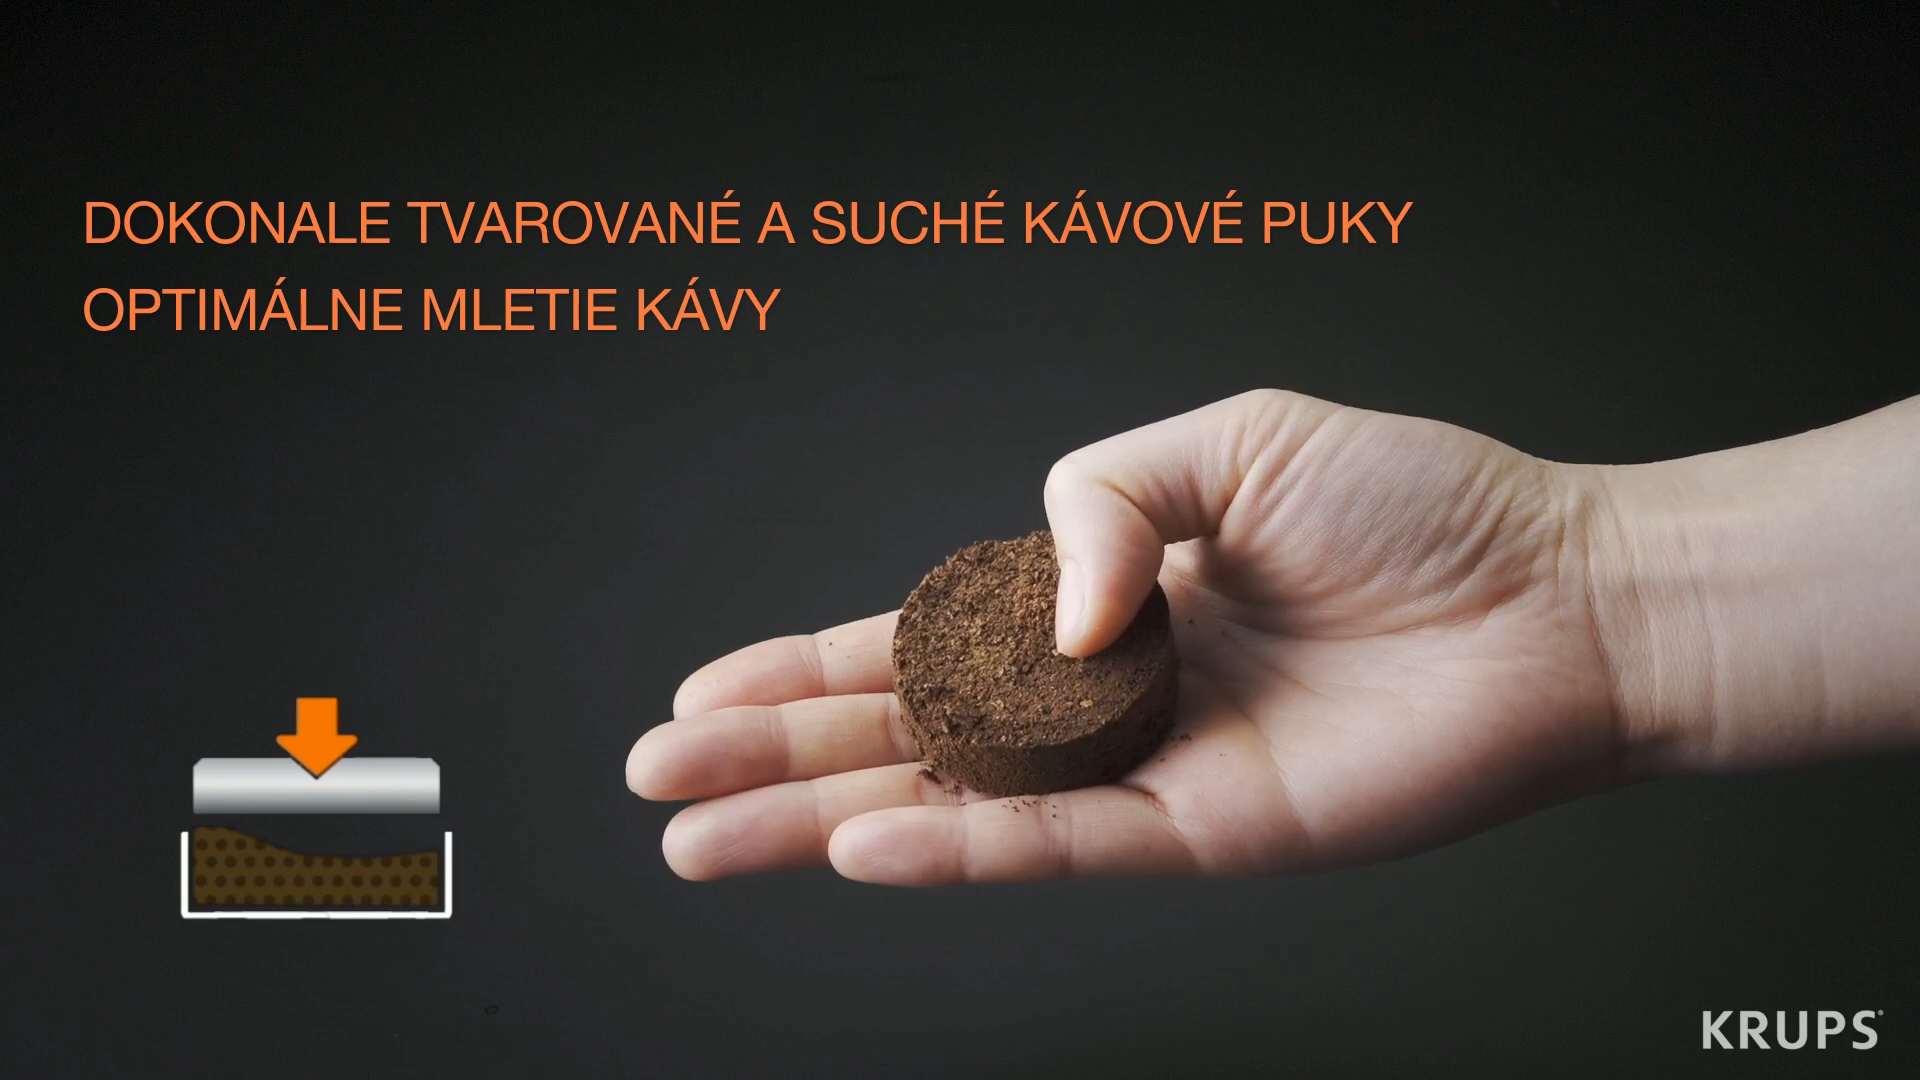 DOKONALE TVAROVANÉ A SUCHÉ KÁVOVÉ PUKY
OPTIMÁLNE MLETIE KÁVY
KRUPS